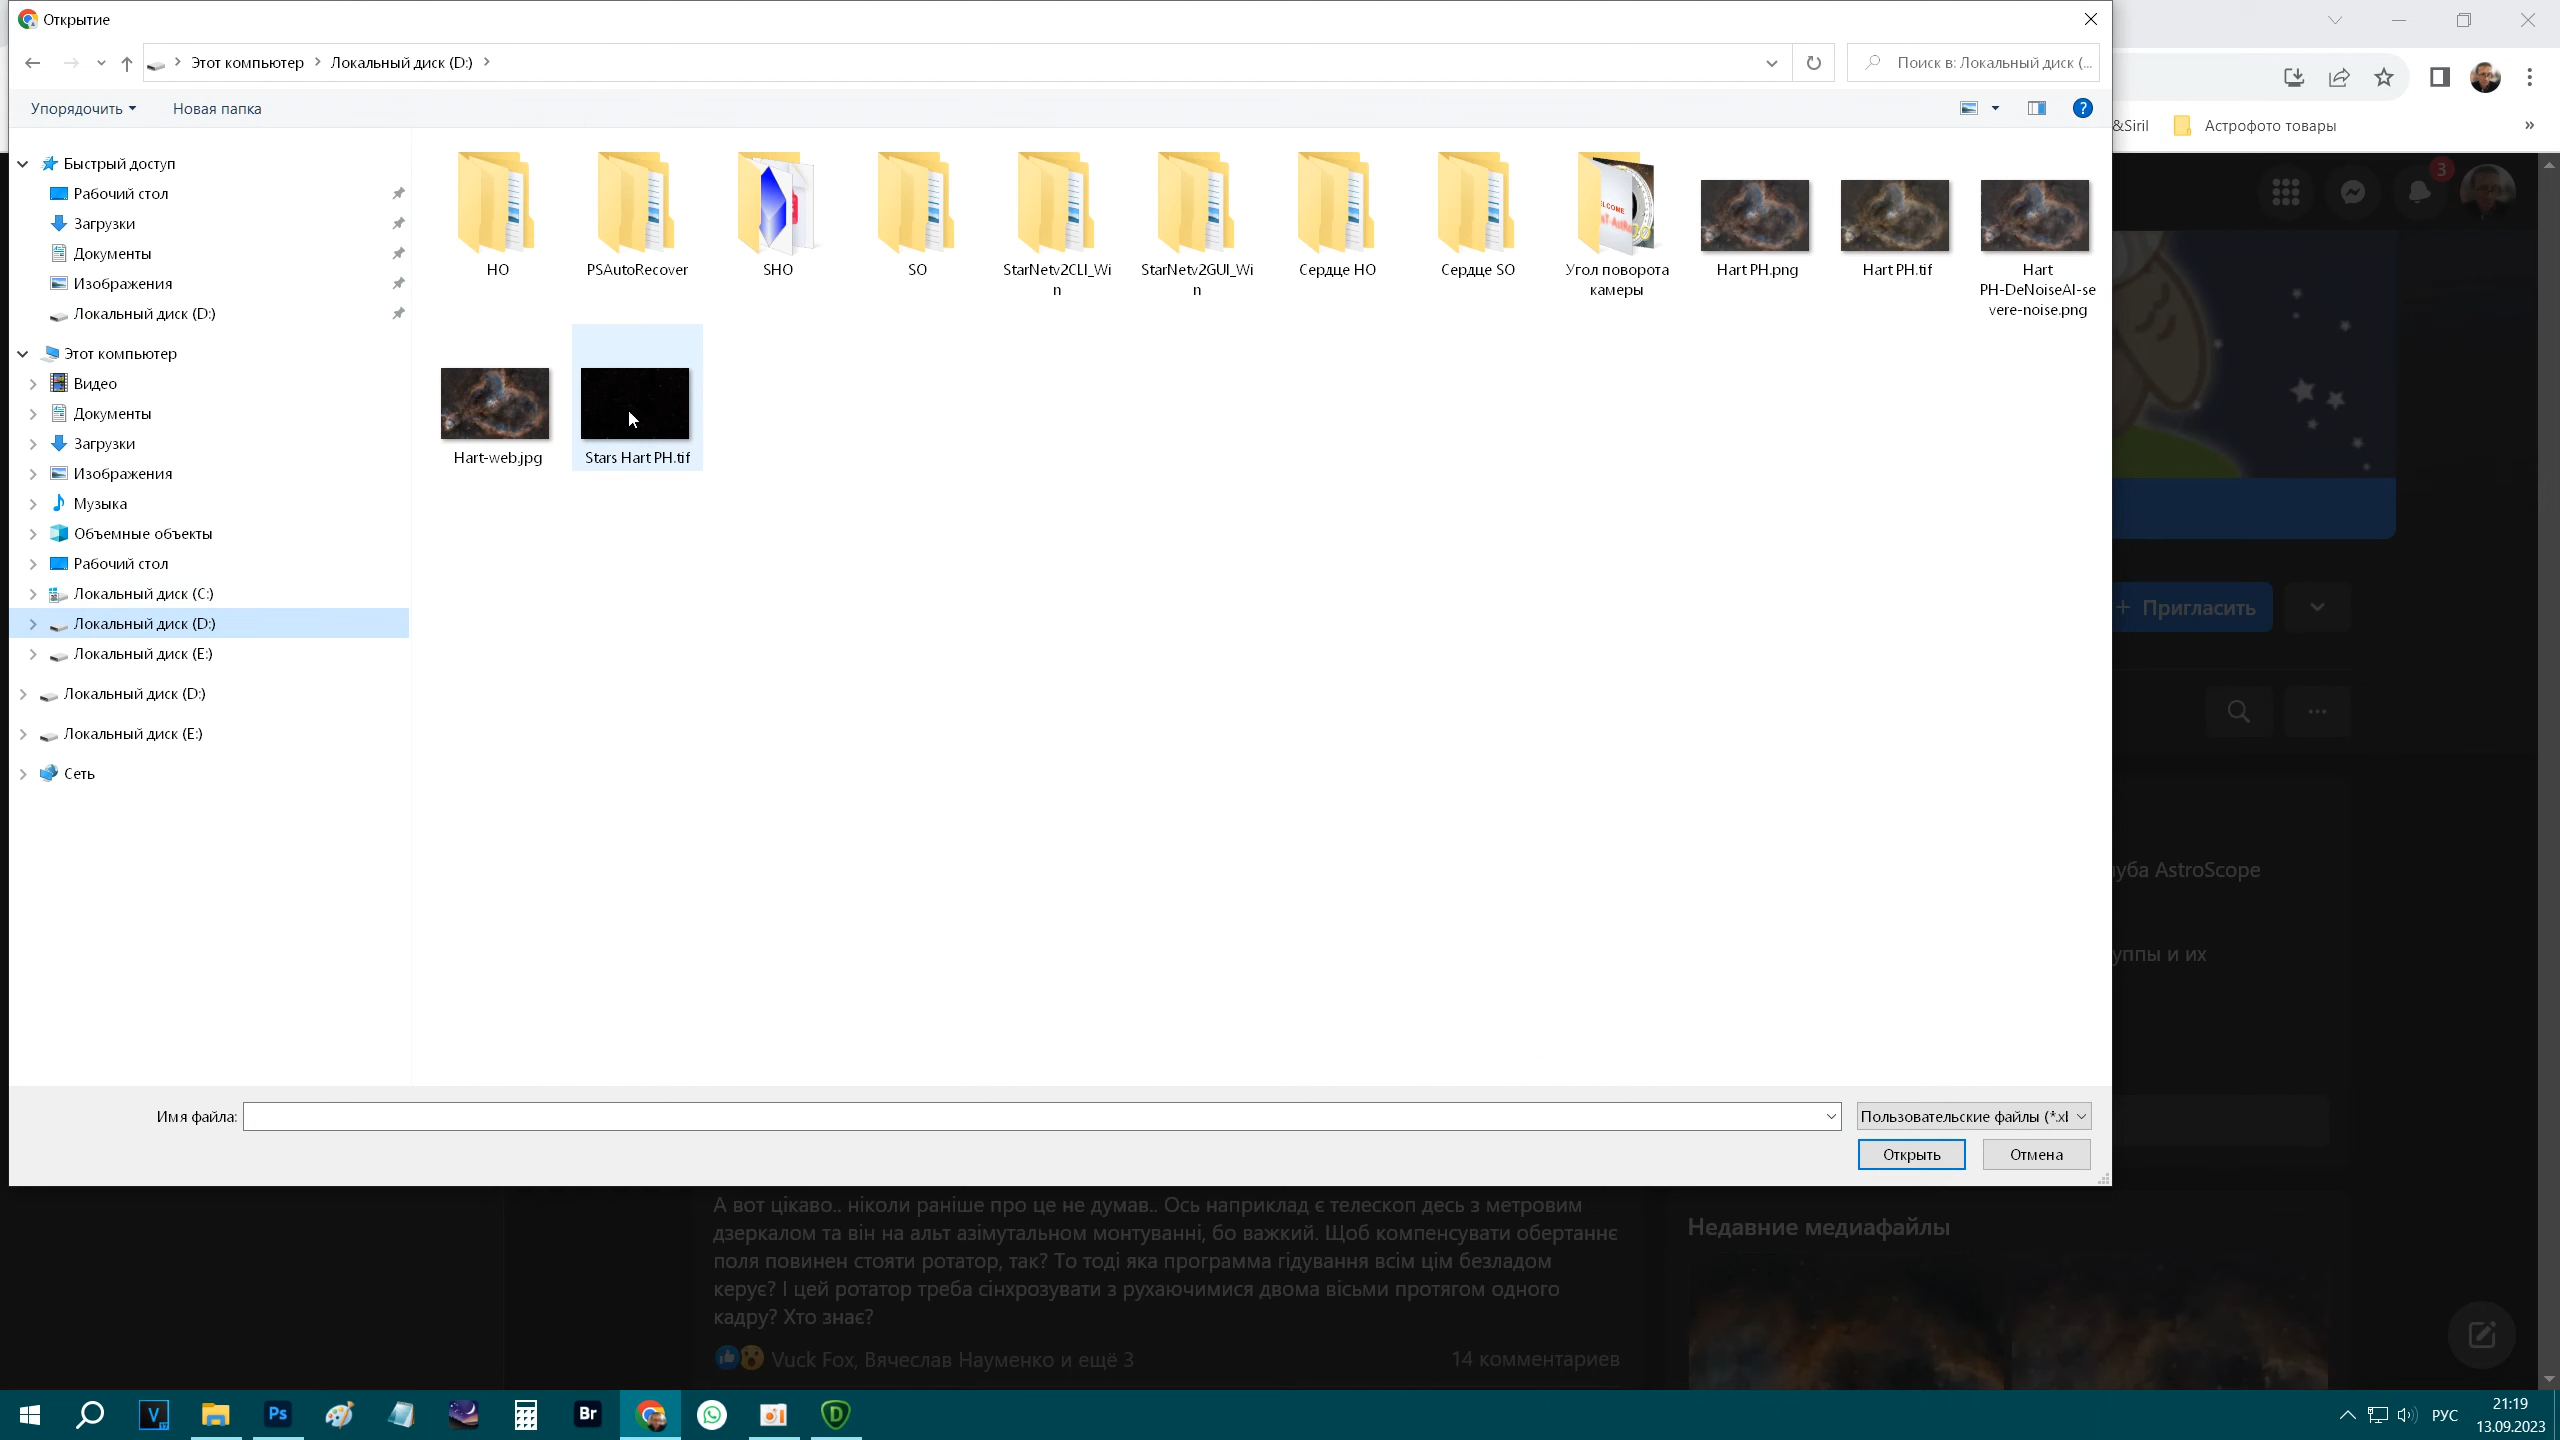 Открытие
Этот компьютер
Локальный диск (D:)
Поиск в: Локальный диск (...
Упорядочить
Новая папка
Быстрый доступ
Рабочий стол
Загрузки
Документы
Изображения
Локальный диск (D:)
Этот компьютер
Видео
Документы
Загрузки
Изображения
Музыка
Объемные объекты
Рабочий стол
Локальный диск (C:)
Локальный диск (D:)
Локальный диск (E:)
Локальный диск (D:)
Локальный диск (E:)
Сеть
HO
PSAutoRecover
SHO
SO
StarNetv2CLI_Wi
n
StarNetv2GUI_Wi
n
Сердце HO
Сердце SO
Угол поворота
камеры
Hart PH.png
Hart PH.tif
Hart
PH-DeNoiseAI-se
vere-noise.png
Hart-web.jpg
Stars Hart PH.tif
Имя файла:
Пользовательские файлы (*.xl
Открыть
Отмена
&Siril
Астрофото товары
»
3
+ Пригласить
уба AstroScope
уппы и их
А вот цікаво.. ніколи раніше про це не думав.. Ось наприклад є телескоп десь з метровим
дзеркалом та він на альт азімутальном монтуванні, бо важкий. Щоб компенсувати обертаннє
поля повинен стояти ротатор, так? То тоді яка программа гідування всім цім безладом
керує? І цей ротатор треба сінхрозувати з рухаючимися двома вісьми протягом одного
кадру? Хто знає?
Vuck Fox, Вячеслав Науменко и ещё 3
14 комментариев
Недавние медиафайлы
V
Ps
Br
D
РУС
21:19
13.09.2023